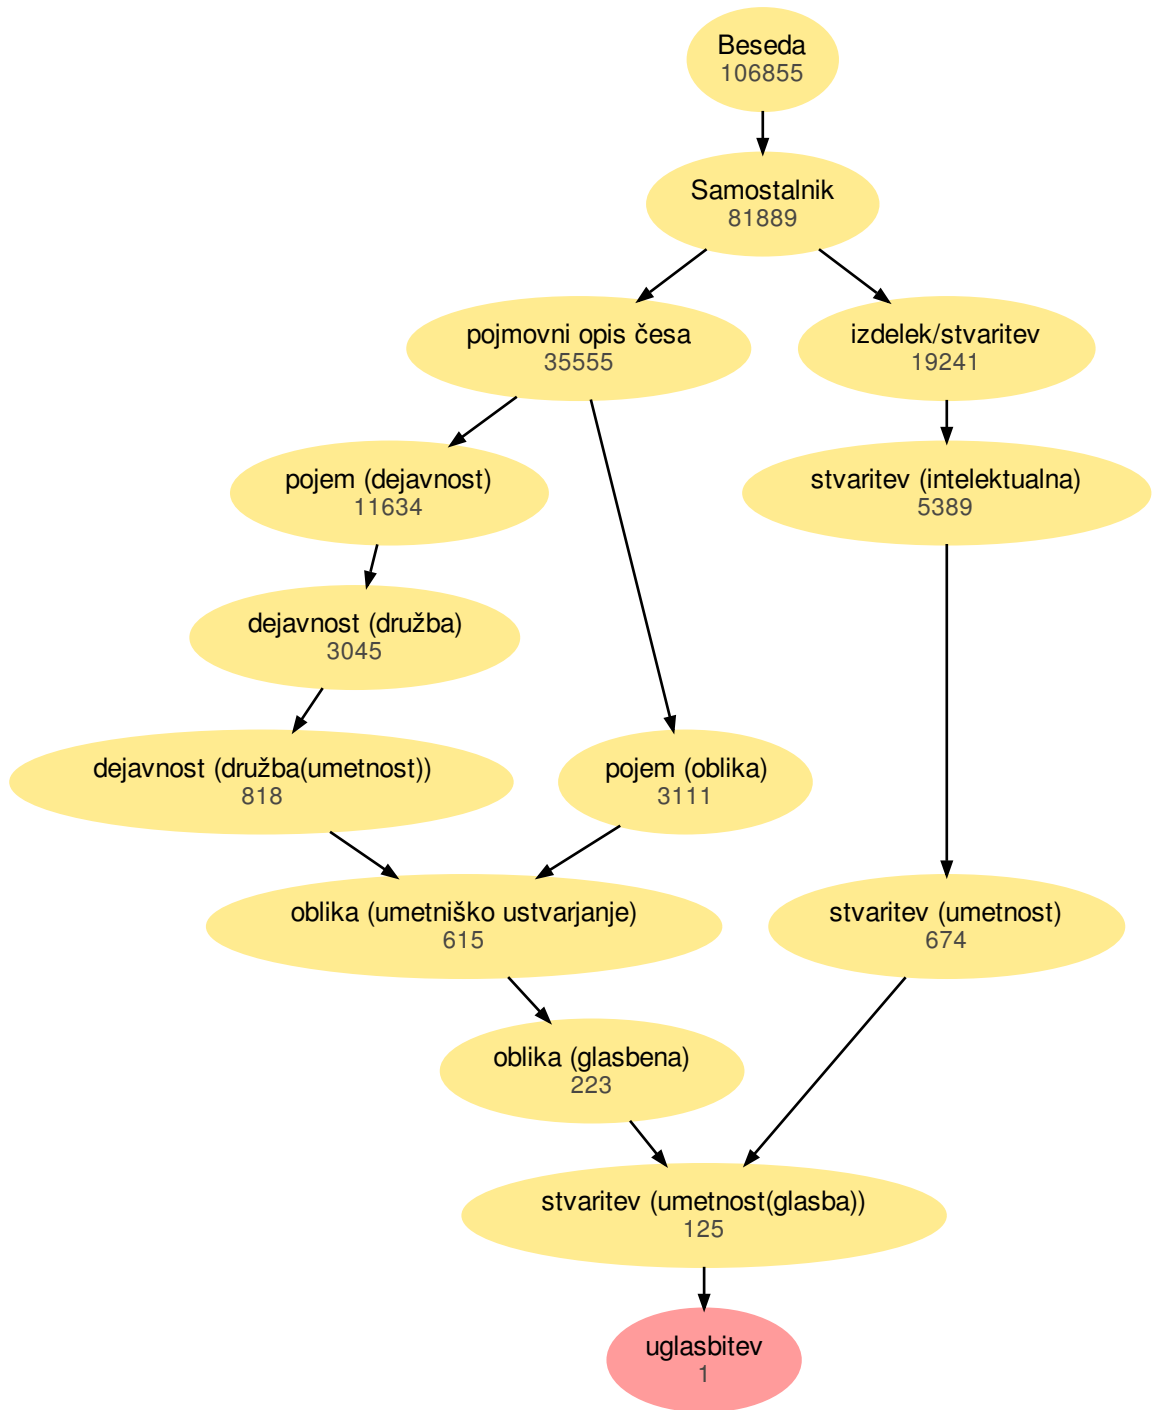 Beseda
106855
Samostalnik
81889
pojmovni opis česa
35555
izdelek/stvaritev
19241
pojem (dejavnost)
11634
stvaritev (intelektualna)
5389
dejavnost (družba)
3045
dejavnost (družba(umetnost))
818
pojem (oblika)
3111
oblika (umetniško ustvarjanje)
615
stvaritev (umetnost)
674
oblika (glasbena)
223
stvaritev (umetnost(glasba))
125
uglasbitev
1